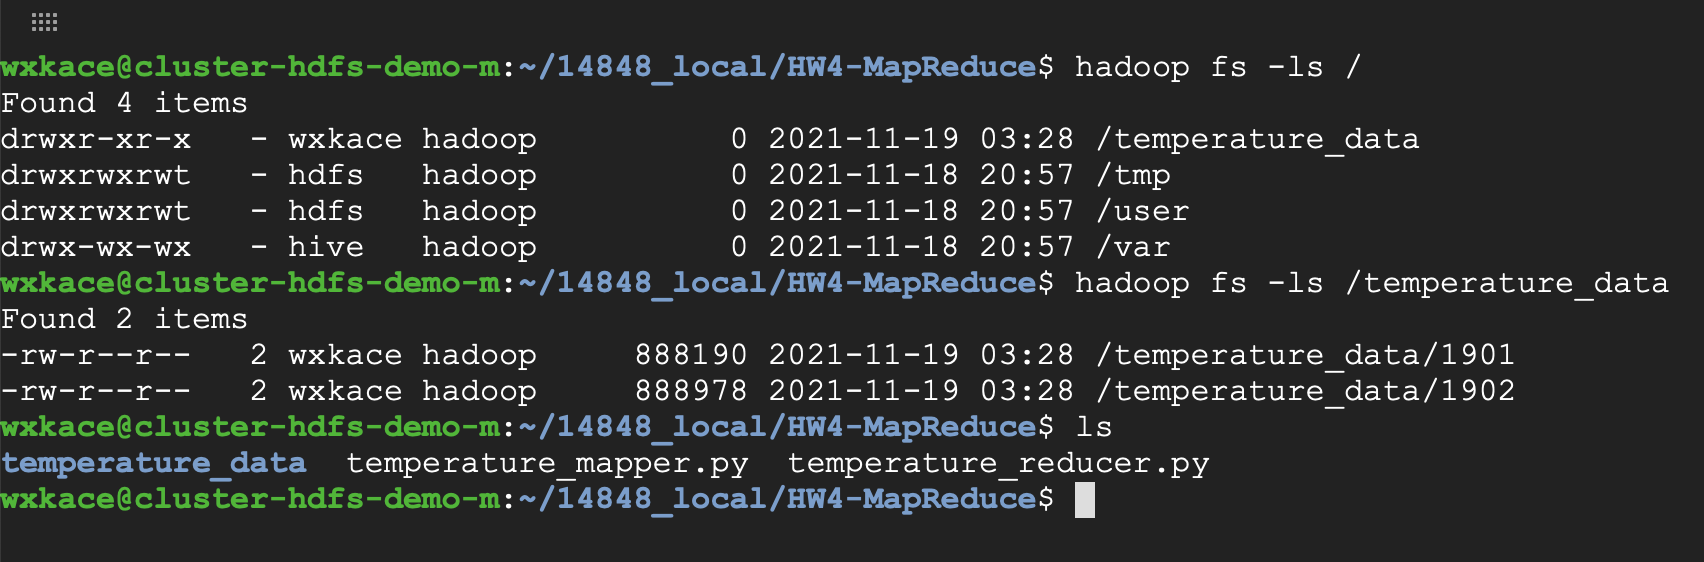 wxkace@cluster-hdfs-demo-m:~/14848_local/HW4-MapReduce$ hadoop fs -ls /
Found 4 items
drwxr-xr-x   - wxkace hadoop          0 2021-11-19 03:28 /temperature_data
drwxrwxrwt   - hdfs   hadoop          0 2021-11-18 20:57 /tmp
drwxrwxrwt   - hdfs   hadoop          0 2021-11-18 20:57 /user
drwx-wx-wx   - hive   hadoop          0 2021-11-18 20:57 /var
wxkace@cluster-hdfs-demo-m:~/14848_local/HW4-MapReduce$ hadoop fs -ls /temperature_data
Found 2 items
-rw-r--r--   2 wxkace hadoop     888190 2021-11-19 03:28 /temperature_data/1901
-rw-r--r--   2 wxkace hadoop     888978 2021-11-19 03:28 /temperature_data/1902
wxkace@cluster-hdfs-demo-m:~/14848_local/HW4-MapReduce$ ls
temperature_data  temperature_mapper.py  temperature_reducer.py
wxkace@cluster-hdfs-demo-m:~/14848_local/HW4-MapReduce$